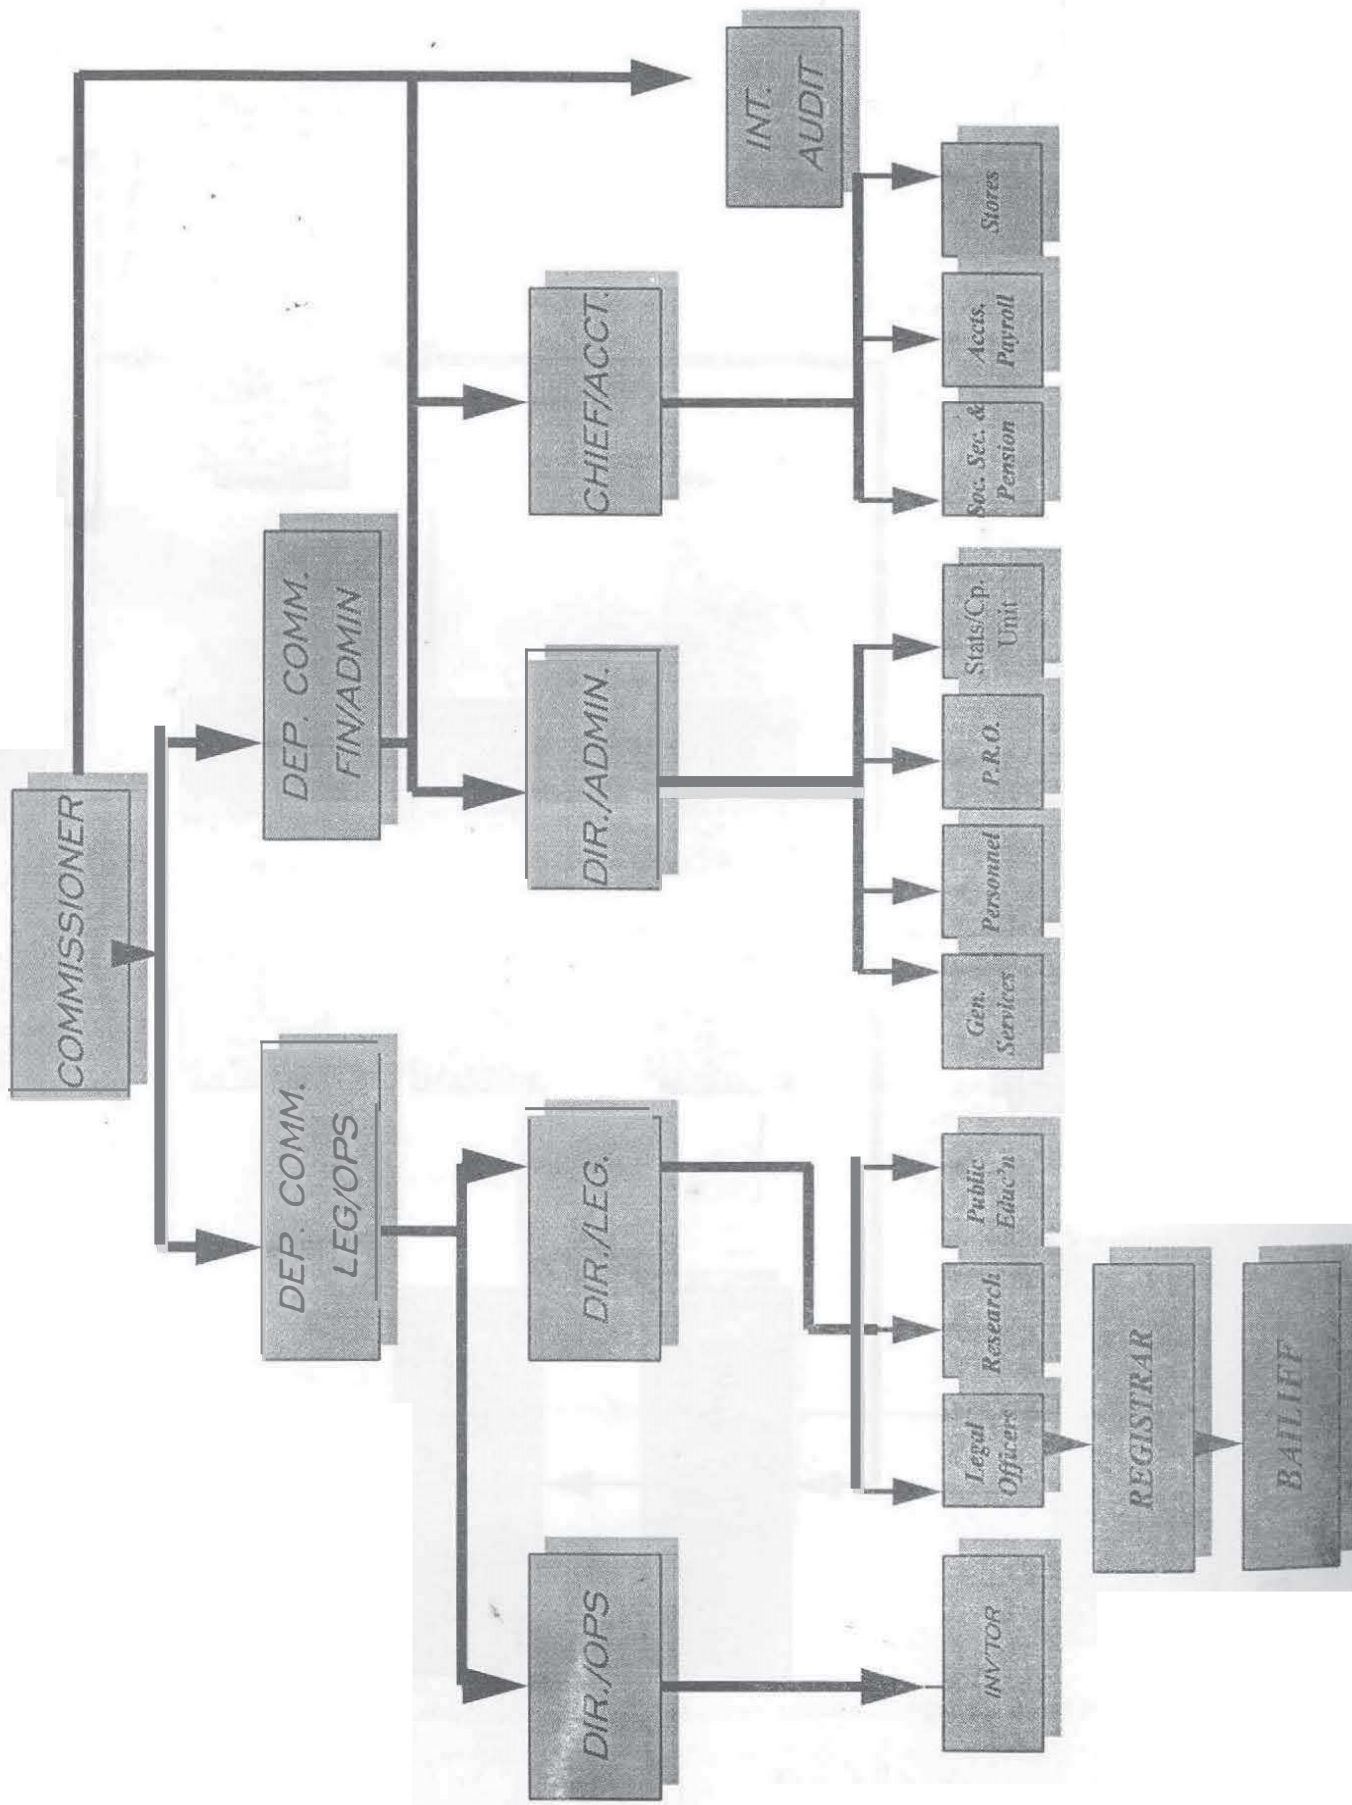 COMMISSIONER
DEP. COMM.
LEG/OPS
DEP. COMM.
FIN/ADMIN
DIR./OPS
DIR./LEG.
DIR./ADMIN.
CHIEF/ACCT.
INT.
AUDIT
INV'TOR
Legal
Officers
Research
Public
Educ'n
Gen.
Services
Personnel
P.R.O.
Stats/Cp.
Unit
Soc. Sec. &
Pension
Accts.
Payroll
Stores
REGISTRAR
BAILIFF